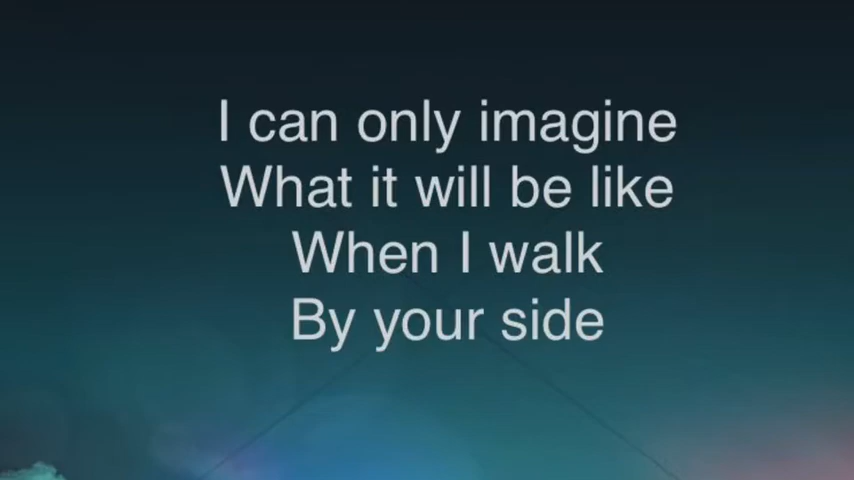 I can only imagine
What it will be like
When I walk
By your side